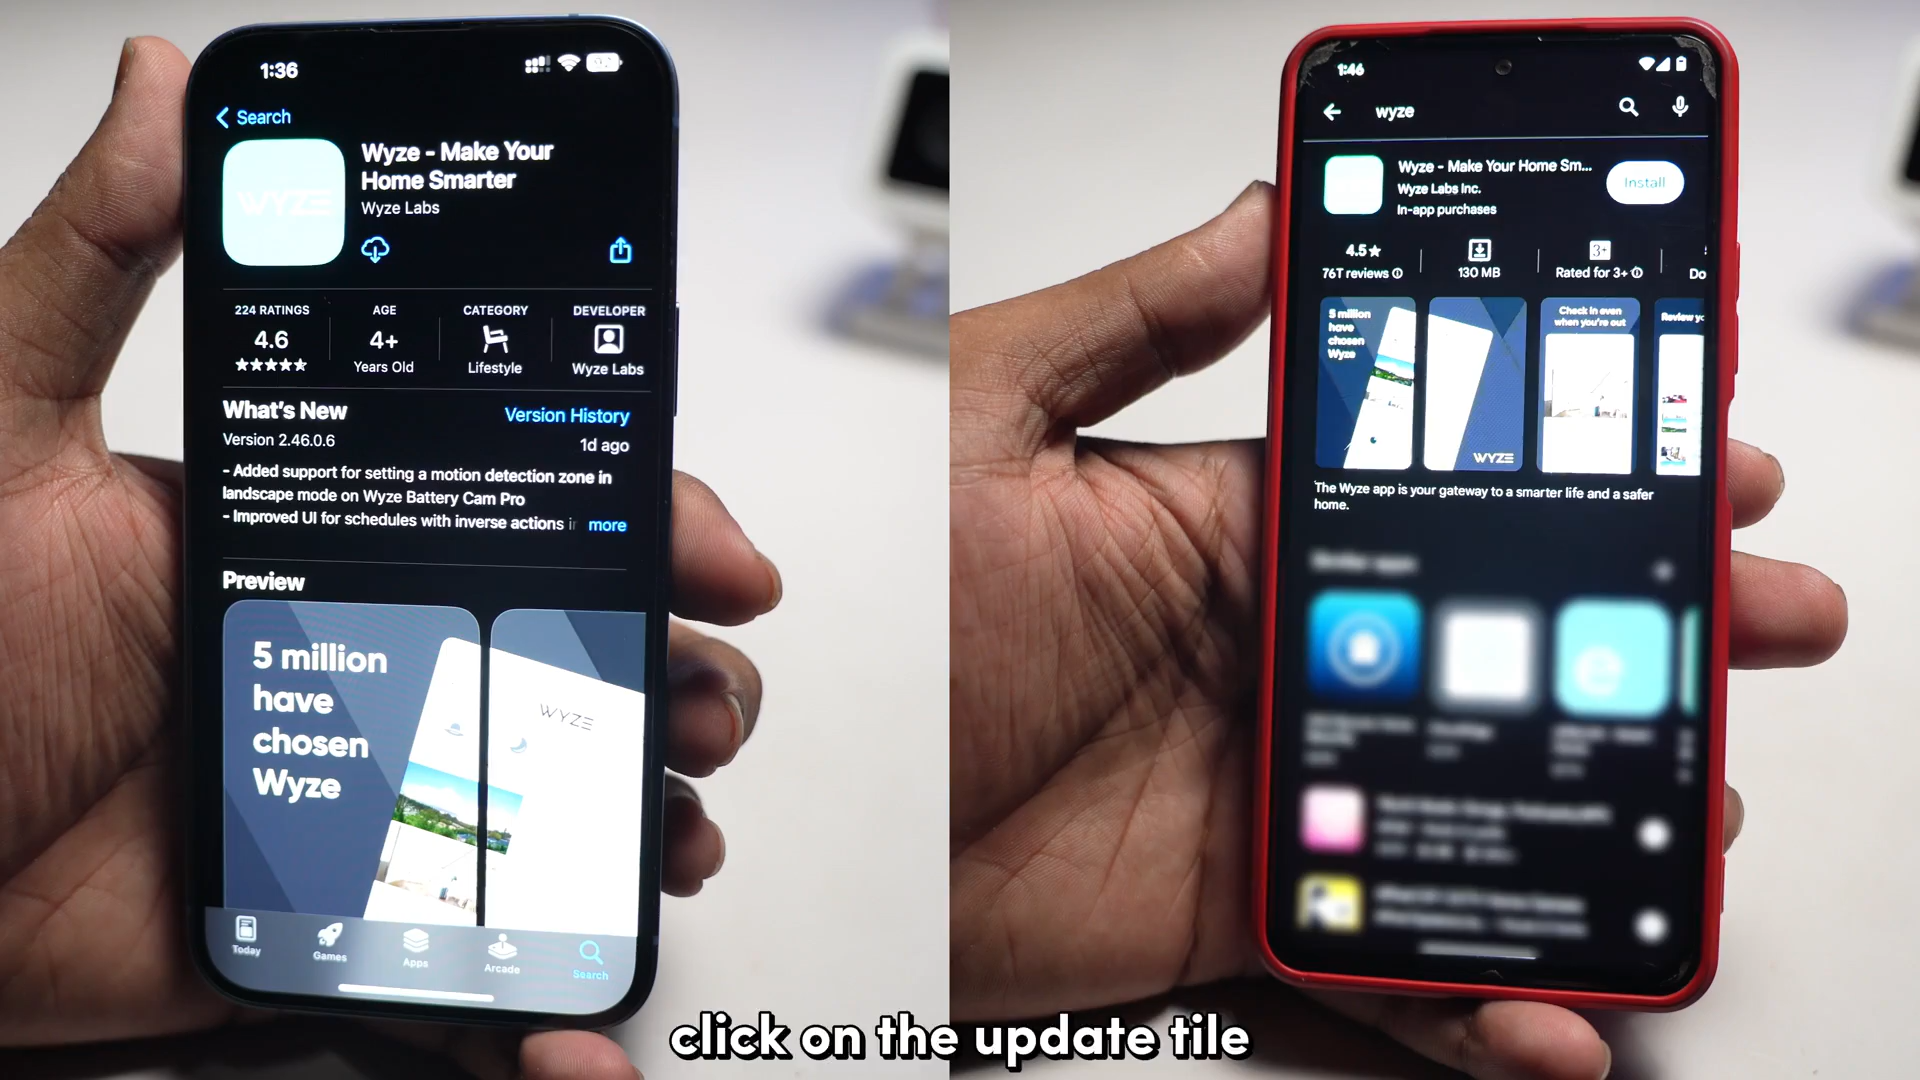 1:36
Search
WYZE
Wyze - Make Your
Home Smarter
Wyze Labs
224 RATINGS
4.6
AGE
4+
Years Old
CATEGORY
Lifestyle
DEVELOPER
Wyze Labs
What's New
Version History
Version 2.46.0.6
1d ago
- Added support for setting a motion detection zone in
landscape mode on Wyze Battery Cam Pro
- Improved UI for schedules with inverse actions
more
Preview
5 million
have
chosen
Wyze
WYZE
Today
Games
Apps
Arcade
Search
1:46
wyze
Wyze - Make Your Home Sm...
Wyze Labs Inc.
In-app purchases
Install
4.5★
76T reviews
130 MB
3+
Rated for 3+
Do
5 million
have
chosen
Wyze
WYZE
Check in even
when you're out
Review
The Wyze app is your gateway to a smarter life and a safer
home.
Similar apps
click on the update tile